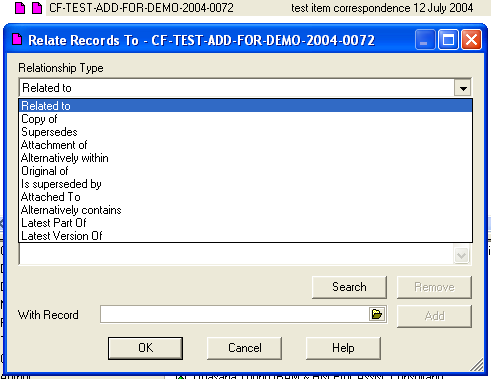 CF-TEST-ADD-FOR-DEMO-2004-0072 test item correspondence 12 July 2004
Relate Records To - CF-TEST-ADD-FOR-DEMO-2004-0072
Relationship Type
Related to
Related to
Copy of
Supersedes
Attachment of
Alternatively within
Original of
Is superseded by
Attached To
Alternatively contains
Latest Part Of
Latest Version Of
Search
Remove
With Record
Add
OK
Cancel
Help